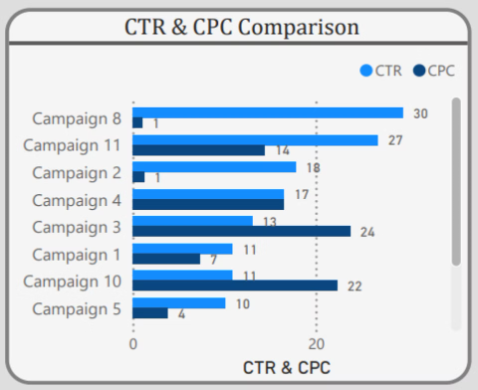 CTR & CPC Comparison
CTR CPC
Campaign 8 30
1
Campaign 11 27
14
Campaign 2 18
1
Campaign 4 17
Campaign 3 13
24
Campaign 1 11
7
Campaign 10 11
22
Campaign 5 10
4
0 20
CTR & CPC